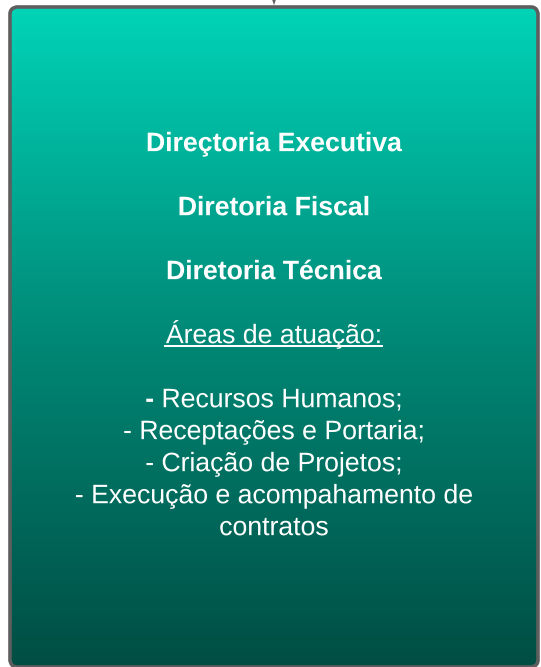 Direçtoria Executiva
Diretoria Fiscal
Diretoria Técnica
Áreas de atuação:
- Recursos Humanos;
- Receptações e Portaria;
- Criação de Projetos;
- Execução e acompahamento de
contratos